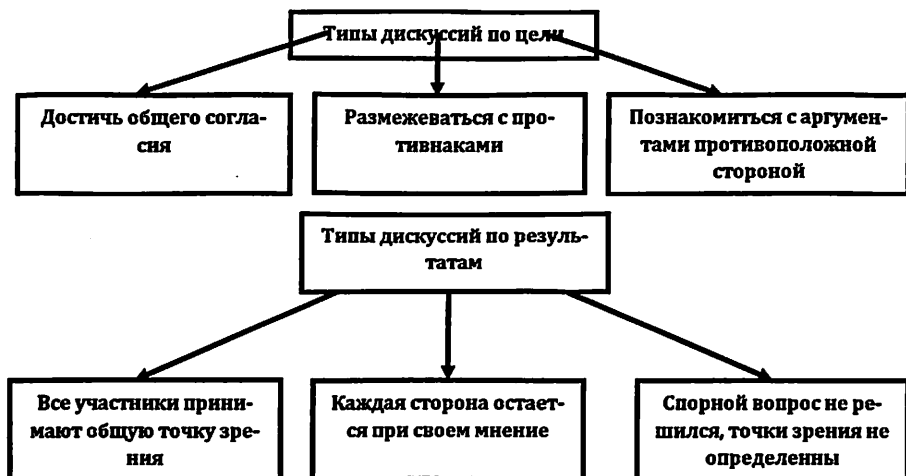 Типы дискуссий по цели
Достичь общего согла-
сия
Размежеваться с про-
тивнаками
Познакомиться с аргумен-
тами противоположной
стороной
Типы дискуссий по резуль-
татам
Все участники прини-
мают общую точку зре-
ния
Каждая сторона остает-
ся при своем мнение
Спорной вопрос не ре-
шился, точки зрения не
определенны